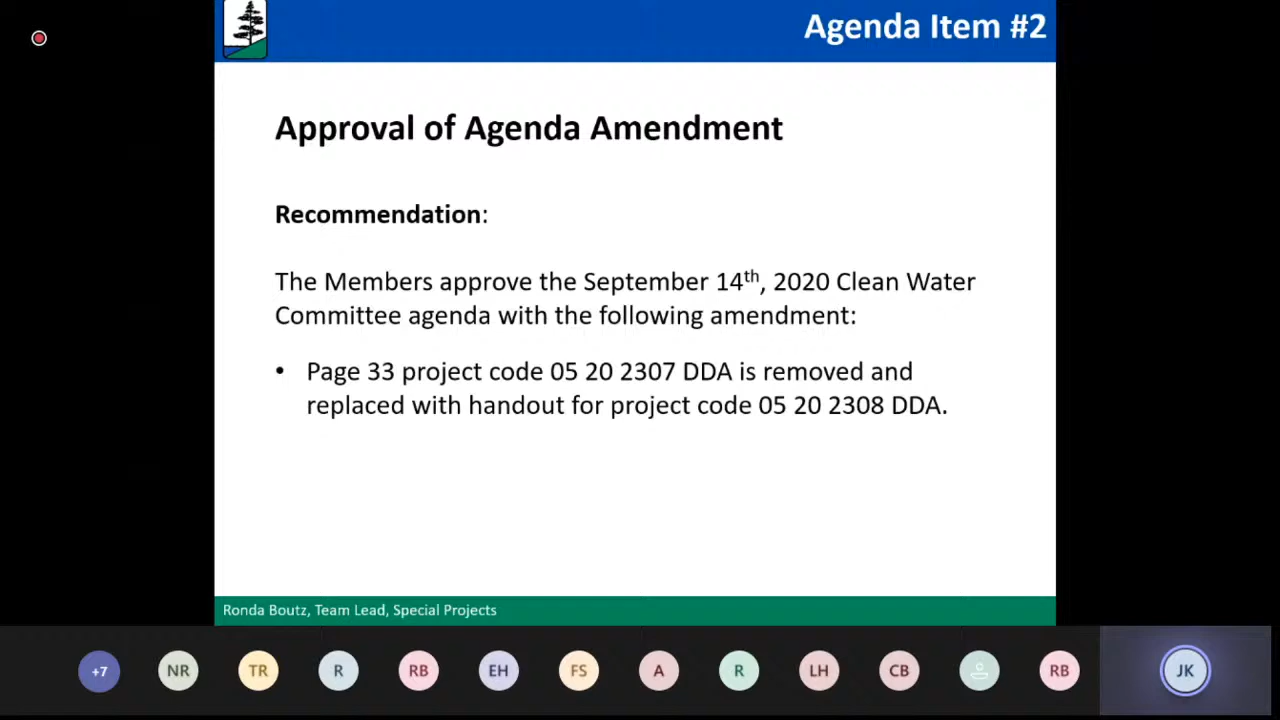 Agenda Item #2
Approval of Agenda Amendment
Recommendation:
The Members approve the September 14th, 2020 Clean Water
Committee agenda with the following amendment:
• Page 33 project code 05 20 2307 DDA is removed and
replaced with handout for project code 05 20 2308 DDA.
Ronda Boutz, Team Lead, Special Projects
+7 NR TR R RB EH FS A R LH CB RB JK